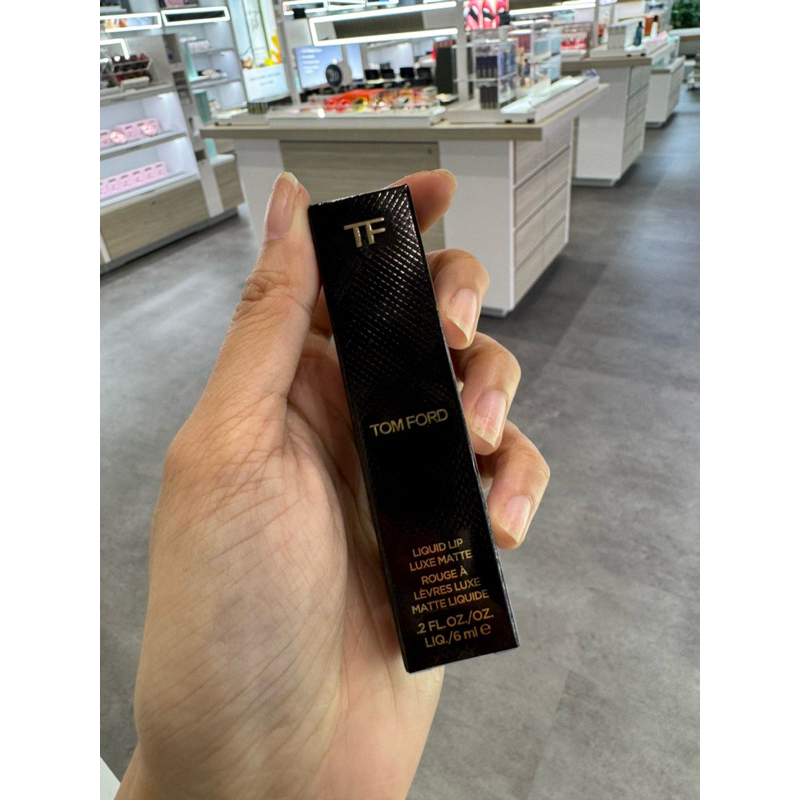 TF
TOM FORD
LIQUID LIP
LUXE MATTE
ROUGE À
LÈVRES LUXE
MATTE LIQUIDE
.2 FL. OZ./OZ.
LIQ./6 ml ℮